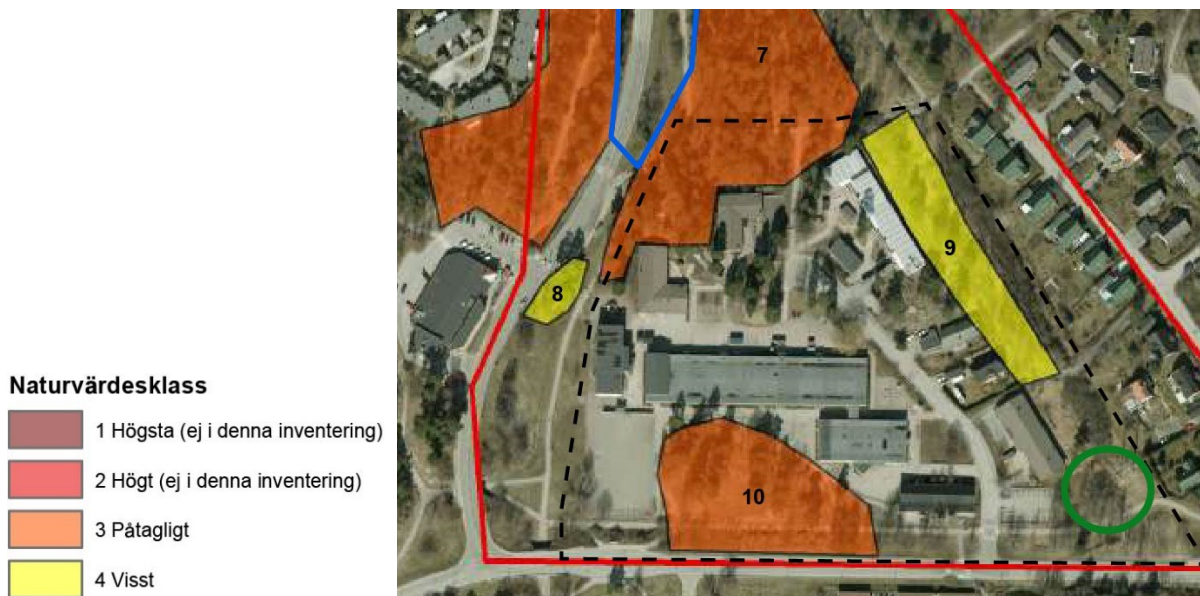 Naturvärdesklass
1 Högsta (ej i denna inventering)
2 Högt (ej i denna inventering)
3 Påtagligt
4 Visst
7
8
9
10